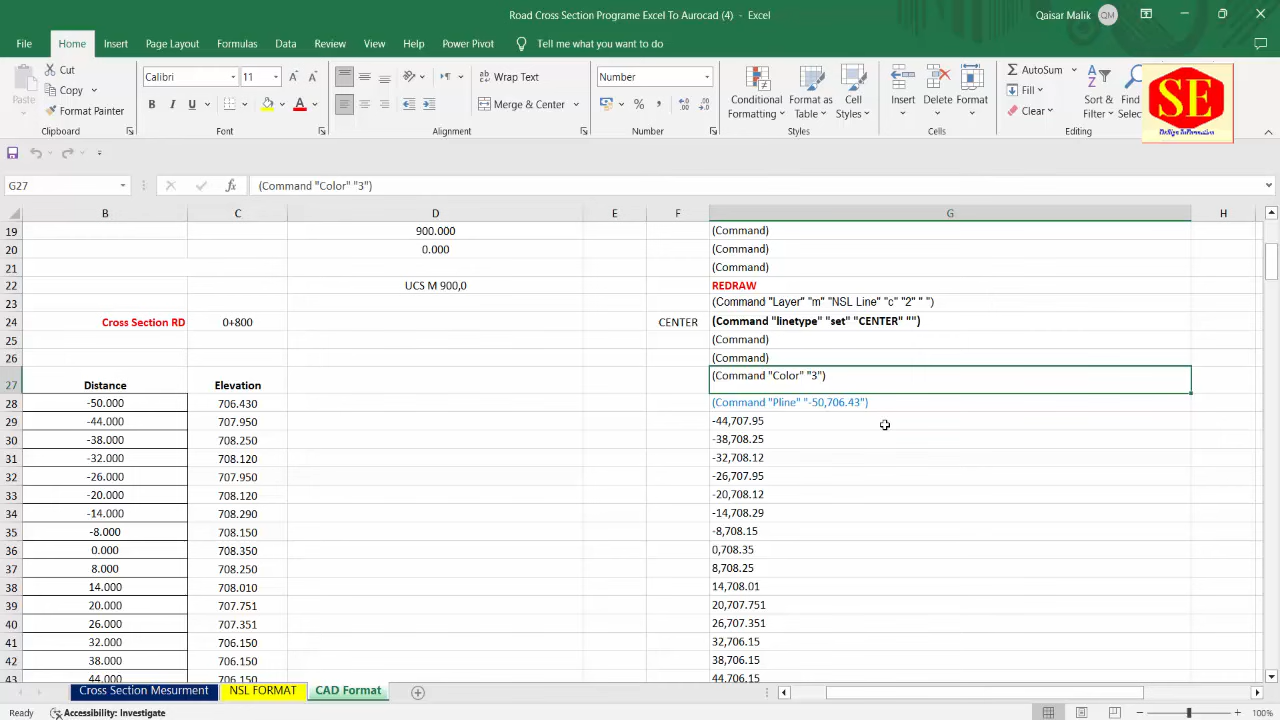 Road Cross Section Programe Excel To Aurocad (4) - Excel
Qaisar Malik QM
File Home Insert Page Layout Formulas Data Review View Help Power Pivot Tell me what you want to do
Paste
Cut
Copy
Format Painter
Clipboard
Calibri 11
B I U
Font
Wrap Text
Merge & Center
Alignment
Number
Number
Conditional Formatting
Format as Table
Cell Styles
Styles
Insert Delete Format
Cells
AutoSum
Fill
Clear
Sort & Filter
Find Selec
Editing
SE
DeSign InFormation
G27 fx (Command "Color" "3")
B C D E F G H
19 900.000 (Command)
20 0.000 (Command)
21 (Command)
22 UCS M 900,0 REDRAW
23 (Command "Layer" "m" "NSL Line" "c" "2" " ")
24 Cross Section RD 0+800 CENTER (Command "linetype" "set" "CENTER" "")
25 (Command)
26 (Command)
27 Distance Elevation (Command "Color" "3")
28 -50.000 706.430 (Command "Pline" "-50,706.43")
29 -44.000 707.950 -44,707.95
30 -38.000 708.250 -38,708.25
31 -32.000 708.120 -32,708.12
32 -26.000 707.950 -26,707.95
33 -20.000 708.120 -20,708.12
34 -14.000 708.290 -14,708.29
35 -8.000 708.150 -8,708.15
36 0.000 708.350 0,708.35
37 8.000 708.250 8,708.25
38 14.000 708.010 14,708.01
39 20.000 707.751 20,707.751
40 26.000 707.351 26,707.351
41 32.000 706.150 32,706.15
42 38.000 706.150 38,706.15
43 44.000 706.150 44,706.15
Cross Section Mesurment NSL FORMAT CAD Format
Ready Accessibility: Investigate 100%